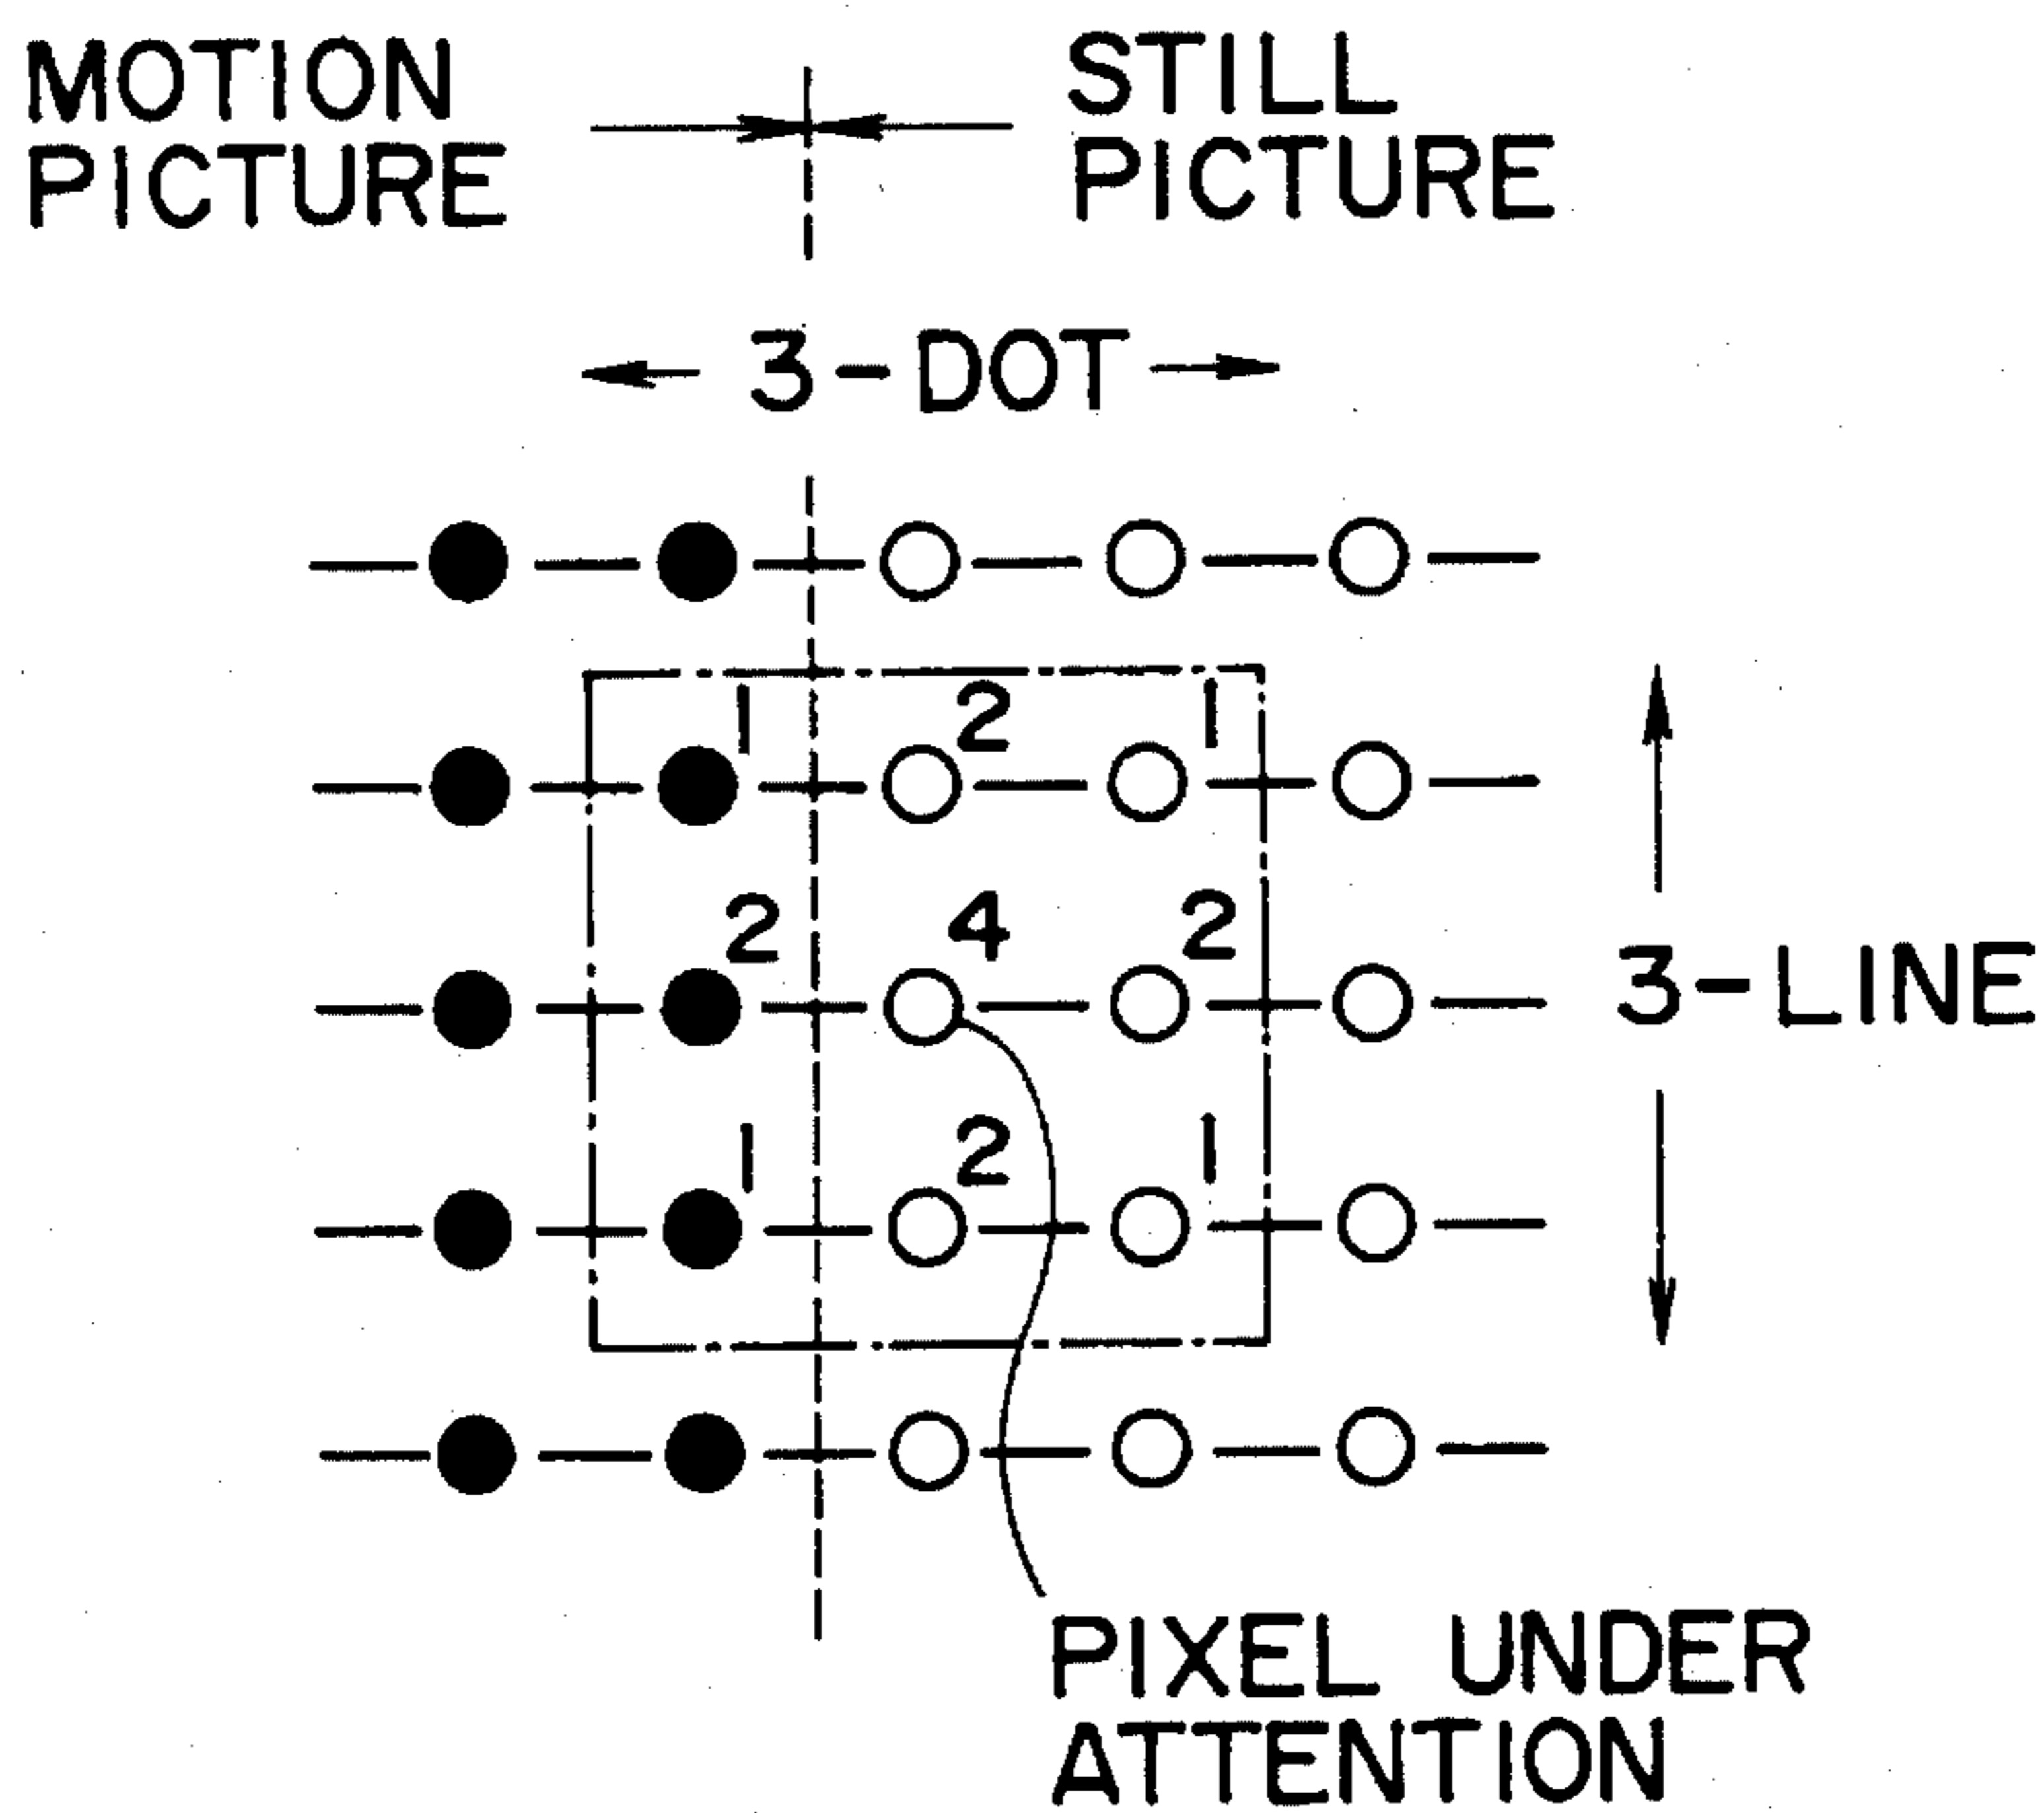 MOTION
PICTURE
STILL
PICTURE
3-DOT
1 2 1
2 4 2
3-LINE
1 2 1
PIXEL UNDER
ATTENTION